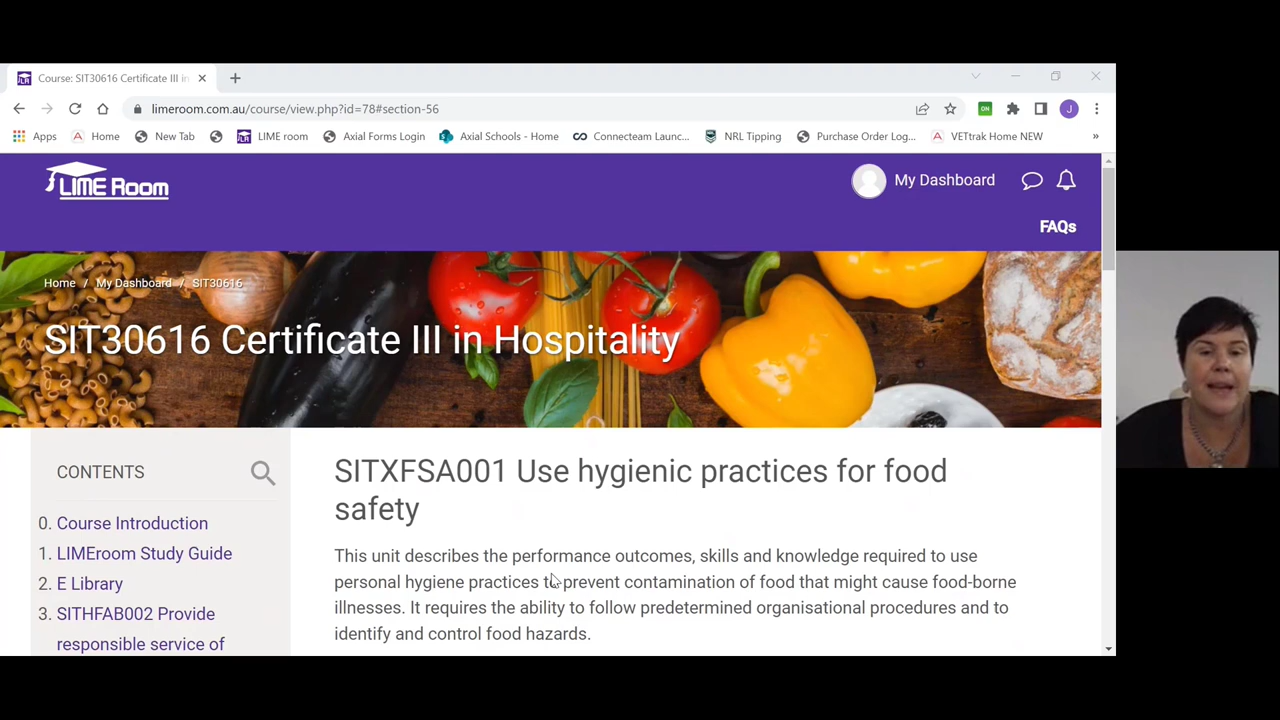 Course: SIT30616 Certificate III in
limeroom.com.au/course/view.php?id=78#section-56
ON
J
Apps
Home
New Tab
LIME room
Axial Forms Login
Axial Schools - Home
Connecteam Launc...
NRL Tipping
Purchase Order Log...
VETtrak Home NEW
»
LIME Room
My Dashboard
FAQs
Home / My Dashboard / SIT30616
SIT30616 Certificate III in Hospitality
CONTENTS
0. Course Introduction
1. LIMEroom Study Guide
2. E Library
3. SITHFAB002 Provide
responsible service of
SITXFSA001 Use hygienic practices for food
safety
This unit describes the performance outcomes, skills and knowledge required to use
personal hygiene practices to prevent contamination of food that might cause food-borne
illnesses. It requires the ability to follow predetermined organisational procedures and to
identify and control food hazards.